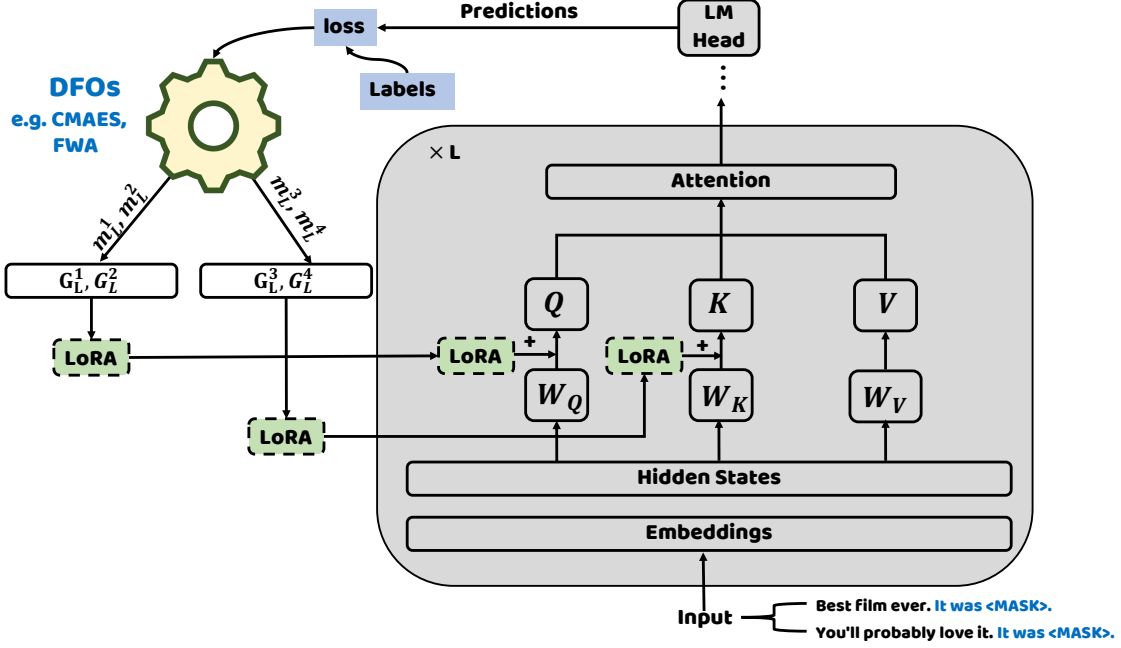 Predictions
LM
Head
loss
Labels
DFOs
e.g. CMAES,
FWA
× L
Attention
m_L^1, m_L^2
m_L^3, m_L^4
G_L^1, G_L^2
G_L^3, G_L^4
Q
K
V
LoRA
LoRA
+
LoRA
+
W_Q
W_K
W_V
LoRA
Hidden States
Embeddings
Input
Best film ever. It was <MASK>.
You'll probably love it. It was <MASK>.